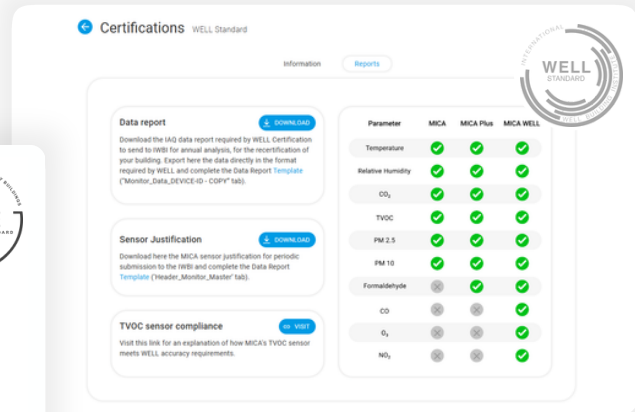 Certifications WELL Standard
Information Reports
INTERNATIONAL
WELL
STANDARD
WELL BUILDING
Data report
DOWNLOAD
Download the IAQ data report required by WELL Certification
to send to IWBI for annual analysis, for the recertification of
your building. Export here the data directly in the format
required by WELL and complete the Data Report Template
("Monitor_Data_DEVICE-ID - COPY" tab).
Sensor Justification
DOWNLOAD
Download here the MICA sensor justification for periodic
submission to the IWBI and complete the Data Report
Template ('Header_Monitor_Master' tab).
TVOC sensor compliance
VISIT
Visit this link for an explanation of how MICA's TVOC sensor
meets WELL accuracy requirements.
Parameter MICA MICA Plus MICA WELL
Temperature
Relative Humidity
CO₂
TVOC
PM 2.5
PM 10
Formaldehyde
CO
O₃
NO₂